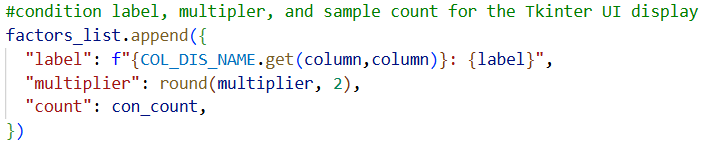 #condition label, multipler, and sample count for the Tkinter UI display
factors_list.append({
  "label": f"{COL_DIS_NAME.get(column,column)}: {label}",
  "multiplier": round(multiplier, 2),
  "count": con_count,
})